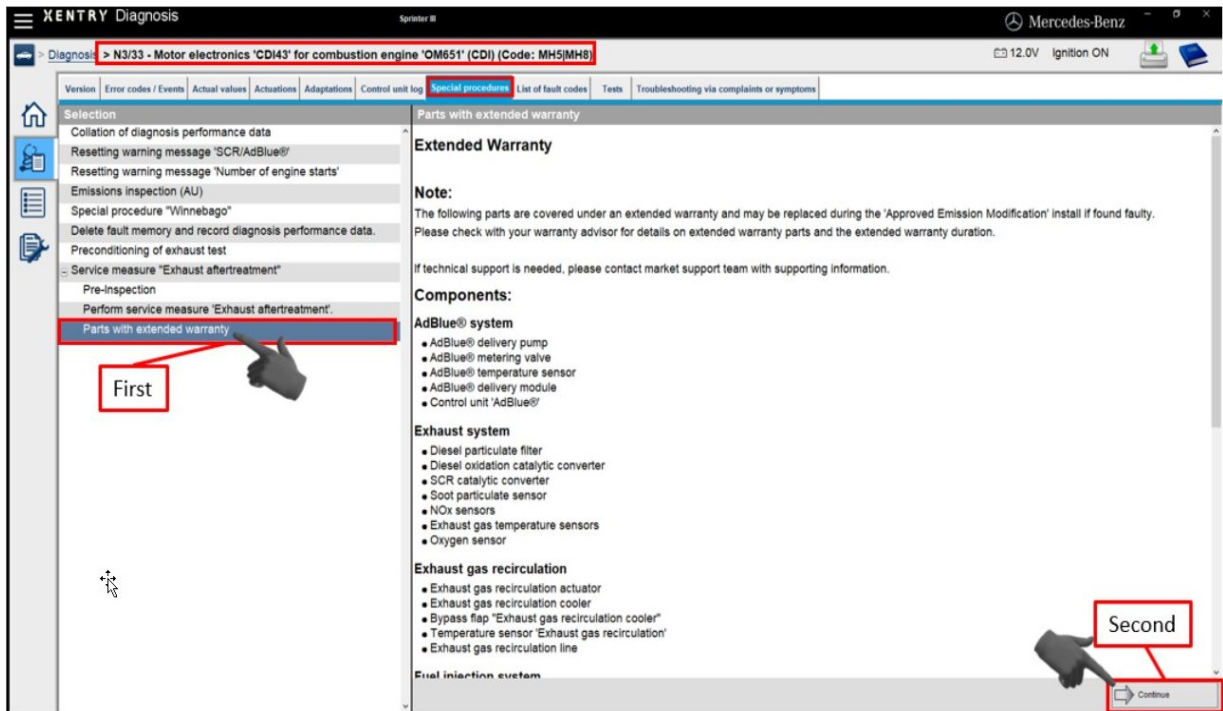 XENTRY Diagnosis
Sprinter III
Mercedes-Benz
> Diagnosis > N3/33 - Motor electronics 'CDI43' for combustion engine 'OM651' (CDI) (Code: MH5|MH8)
12.0V Ignition ON
Version Error codes / Events Actual values Actuations Adaptations Control unit log Special procedures List of fault codes Tests Troubleshooting via complaints or symptoms
Selection
Collation of diagnosis performance data
Resetting warning message 'SCR/AdBlue®'
Resetting warning message 'Number of engine starts'
Emissions inspection (AU)
Special procedure "Winnebago"
Delete fault memory and record diagnosis performance data.
Preconditioning of exhaust test
Service measure "Exhaust aftertreatment"
Pre-Inspection
Perform service measure 'Exhaust aftertreatment'.
Parts with extended warranty
First
Parts with extended warranty
Extended Warranty
Note:
The following parts are covered under an extended warranty and may be replaced during the 'Approved Emission Modification' install if found faulty.
Please check with your warranty advisor for details on extended warranty parts and the extended warranty duration.
If technical support is needed, please contact market support team with supporting information.
Components:
AdBlue® system
• AdBlue® delivery pump
• AdBlue® metering valve
• AdBlue® temperature sensor
• AdBlue® delivery module
• Control unit 'AdBlue®'
Exhaust system
• Diesel particulate filter
• Diesel oxidation catalytic converter
• SCR catalytic converter
• Soot particulate sensor
• NOx sensors
• Exhaust gas temperature sensors
• Oxygen sensor
Exhaust gas recirculation
• Exhaust gas recirculation actuator
• Exhaust gas recirculation cooler
• Bypass flap "Exhaust gas recirculation cooler"
• Temperature sensor 'Exhaust gas recirculation'
• Exhaust gas recirculation line
Fuel injection system
Second
Continue